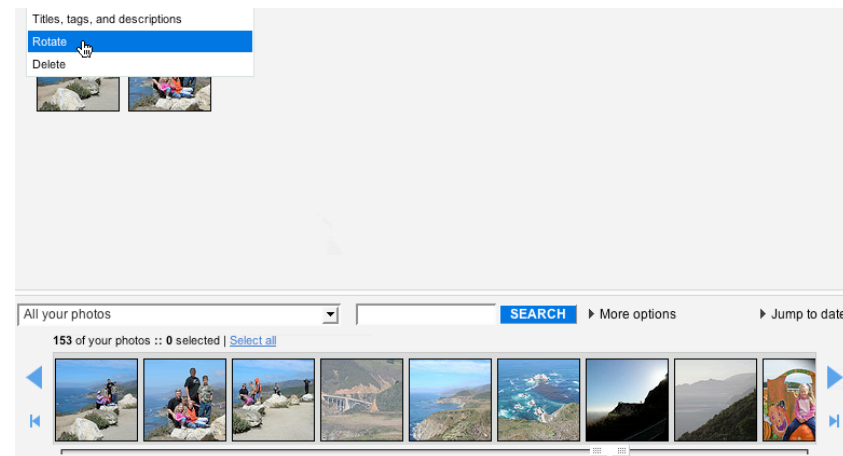 Titles, tags, and descriptions
Rotate
Delete
All your photos SEARCH More options Jump to date
153 of your photos :: 0 selected | Select all